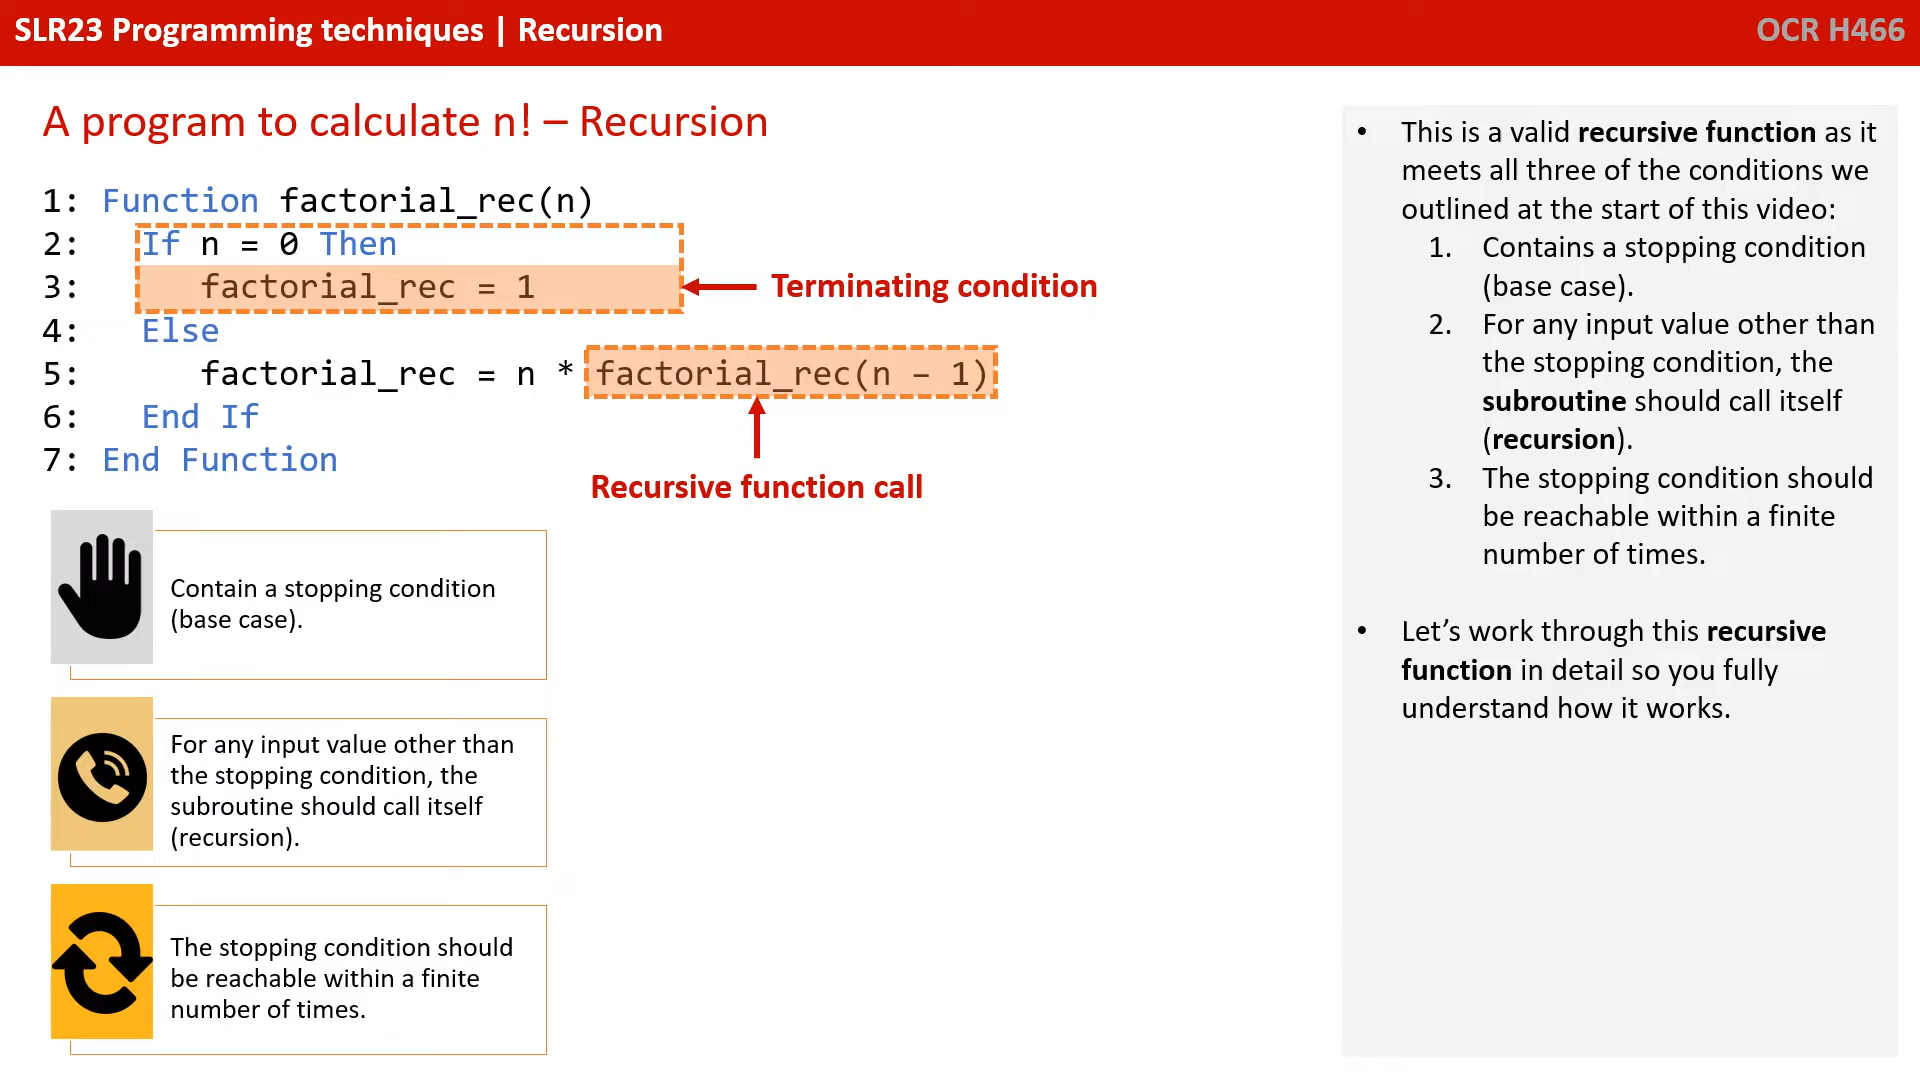 SLR23 Programming techniques | Recursion
OCR H466
A program to calculate n! – Recursion
1: Function factorial_rec(n)
2: If n = 0 Then
3: factorial_rec = 1
Terminating condition
4: Else
5: factorial_rec = n * factorial_rec(n – 1)
6: End If
7: End Function
Recursive function call
Contain a stopping condition
(base case).
For any input value other than
the stopping condition, the
subroutine should call itself
(recursion).
The stopping condition should
be reachable within a finite
number of times.
• This is a valid recursive function as it
meets all three of the conditions we
outlined at the start of this video:
1. Contains a stopping condition
(base case).
2. For any input value other than
the stopping condition, the
subroutine should call itself
(recursion).
3. The stopping condition should
be reachable within a finite
number of times.
• Let’s work through this recursive
function in detail so you fully
understand how it works.